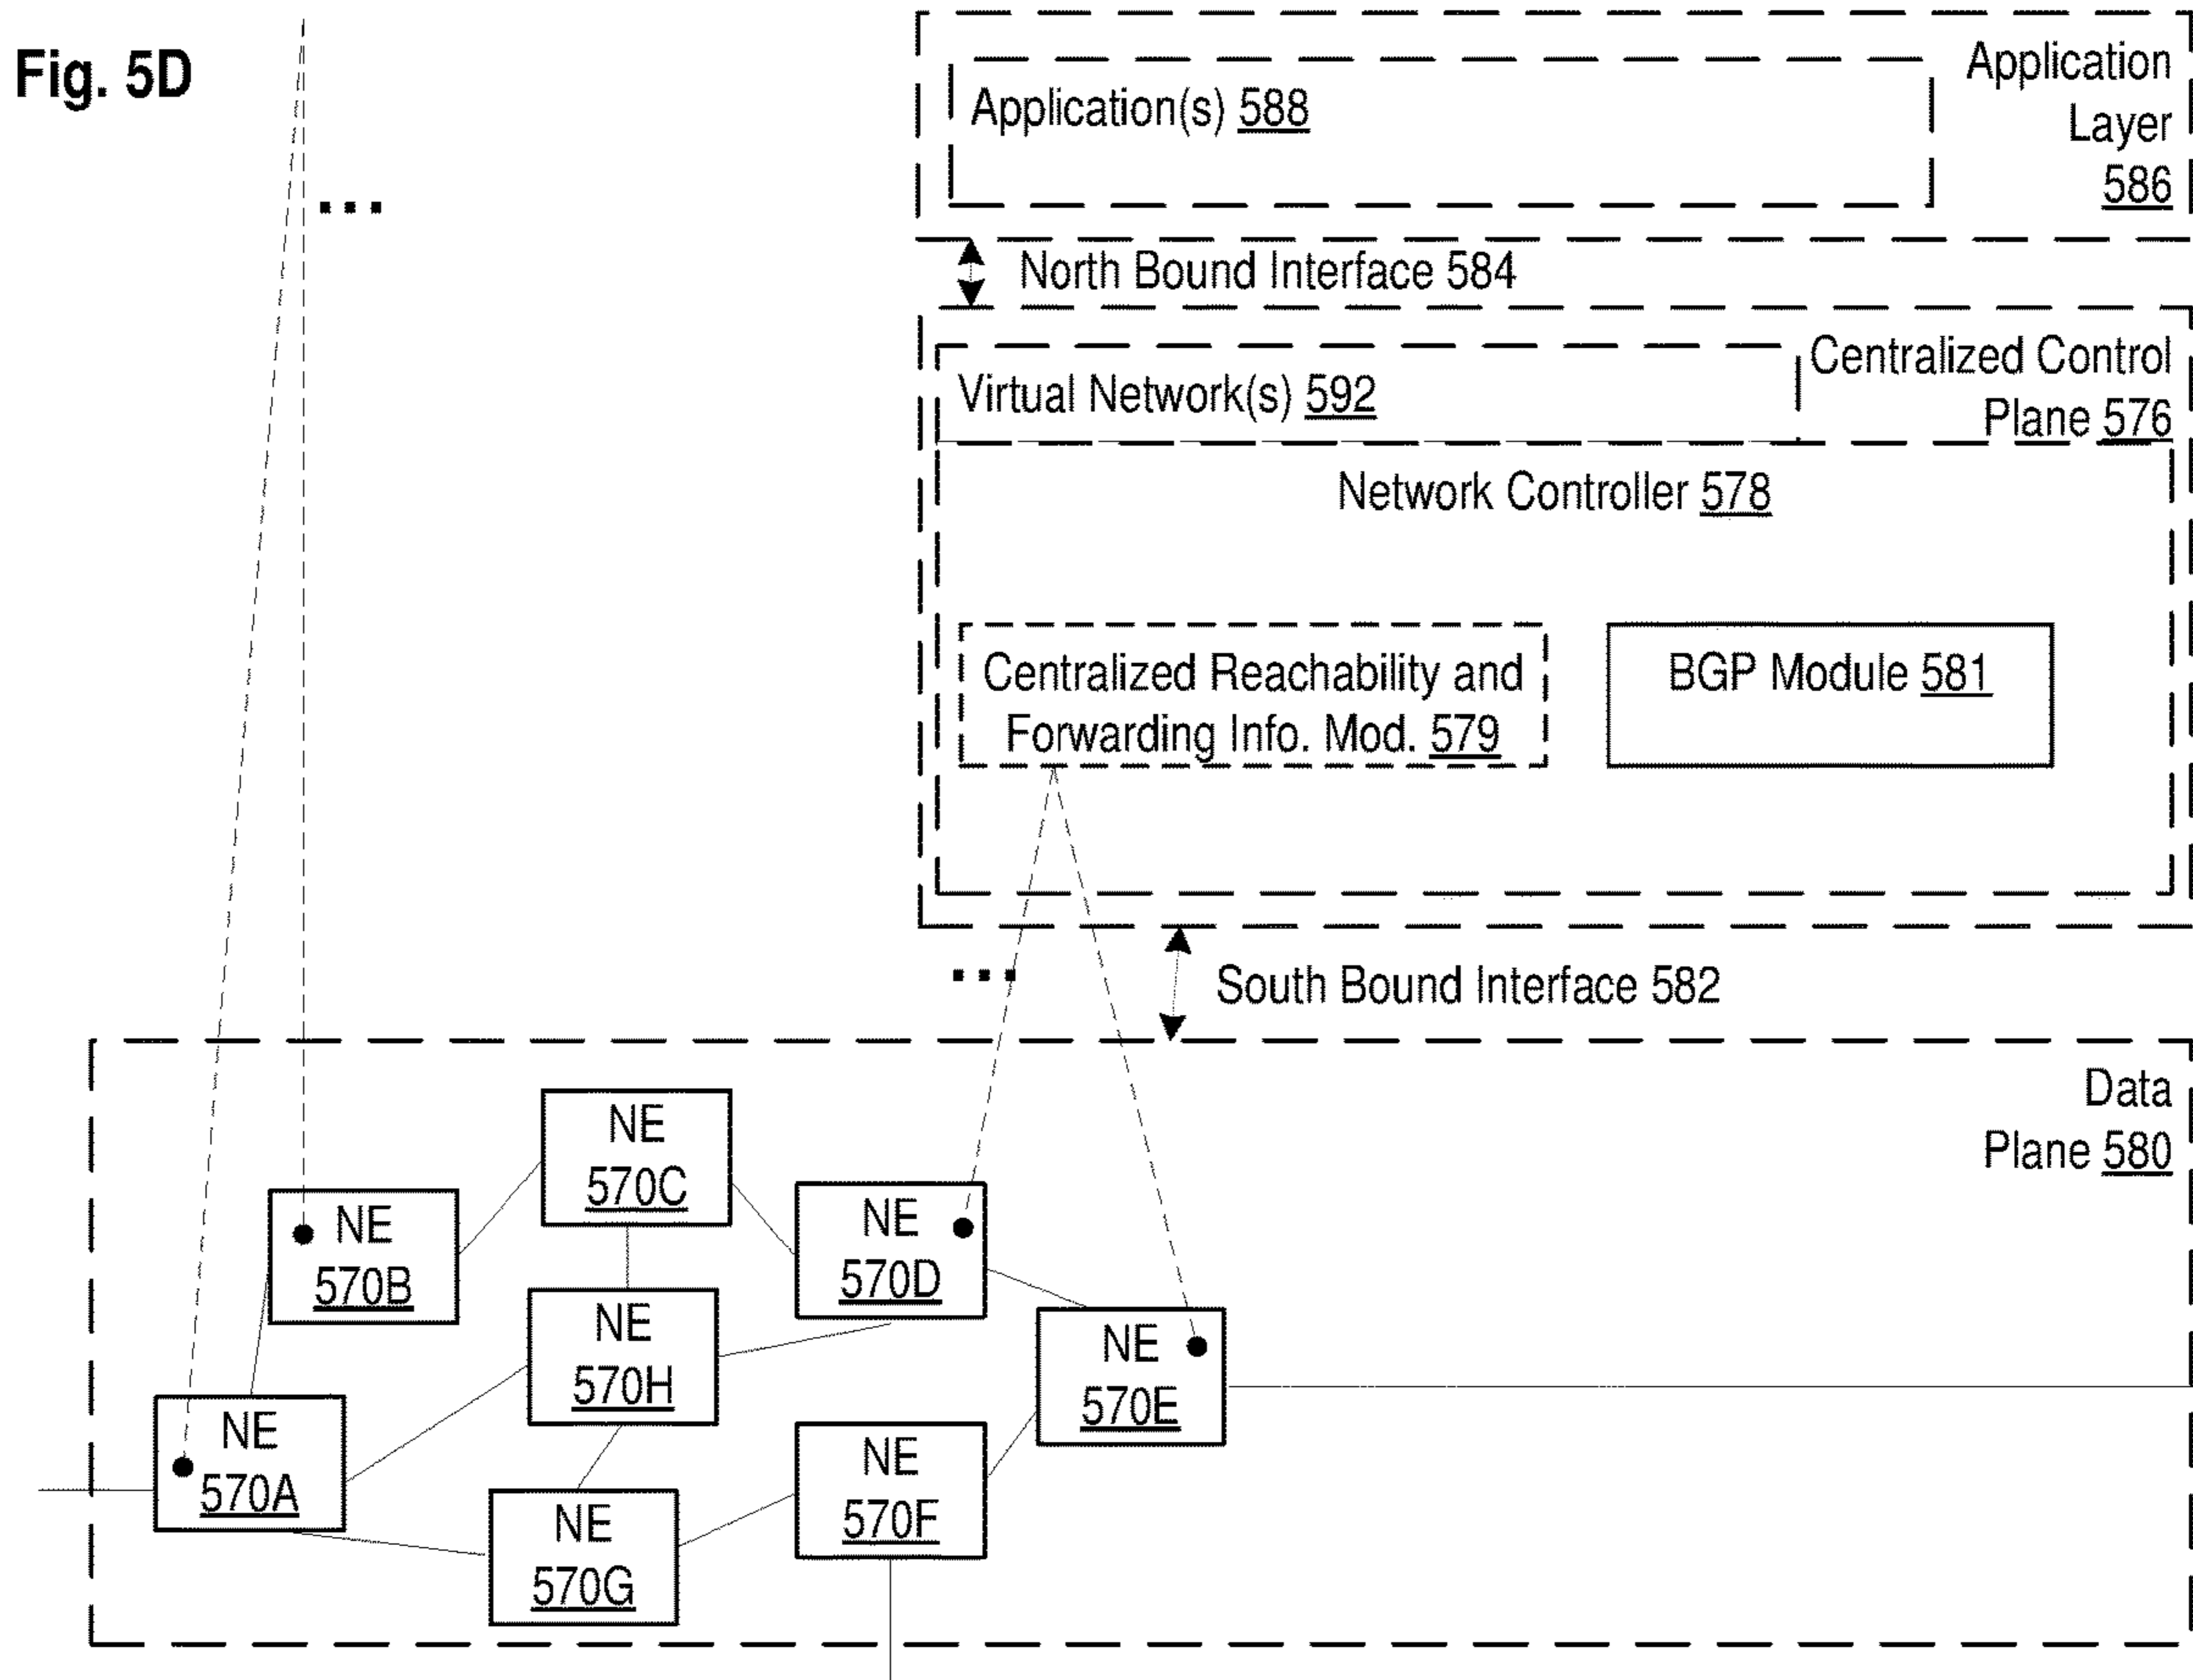 Fig. 5D
Application(s) 588
Application
Layer
586
North Bound Interface 584
Virtual Network(s) 592
Centralized Control
Plane 576
Network Controller 578
Centralized Reachability and
Forwarding Info. Mod. 579
BGP Module 581
...
...
South Bound Interface 582
Data
Plane 580
NE
570C
NE
570B
NE
570D
NE
570H
NE
570E
NE
570A
NE
570F
NE
570G